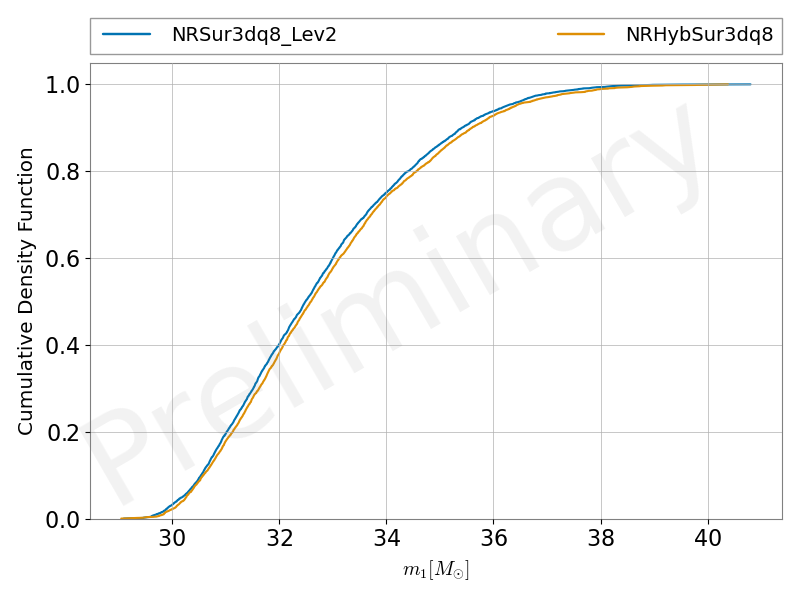 NRSur3dq8_Lev2 NRHybSur3dq8
1.0
0.8
0.6
0.4
0.2
0.0
Cumulative Density Function
Preliminary
30 32 34 36 38 40
m₁[M⊙]